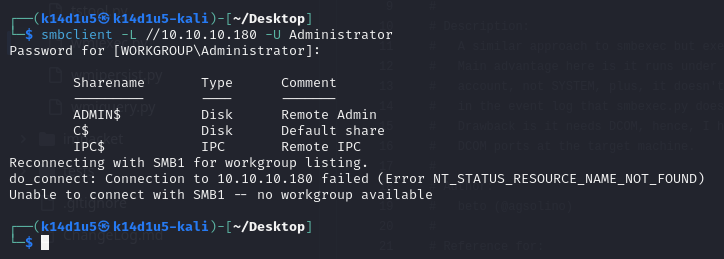 ┌──(k14d1u5㉿k14d1u5-kali)-[~/Desktop]
└─$ smbclient -L //10.10.10.180 -U Administrator
Password for [WORKGROUP\Administrator]:
Sharename Type Comment
--------- ---- -------
ADMIN$ Disk Remote Admin
C$ Disk Default share
IPC$ IPC Remote IPC
Reconnecting with SMB1 for workgroup listing.
do_connect: Connection to 10.10.10.180 failed (Error NT_STATUS_RESOURCE_NAME_NOT_FOUND)
Unable to connect with SMB1 -- no workgroup available
┌──(k14d1u5㉿k14d1u5-kali)-[~/Desktop]
└─$